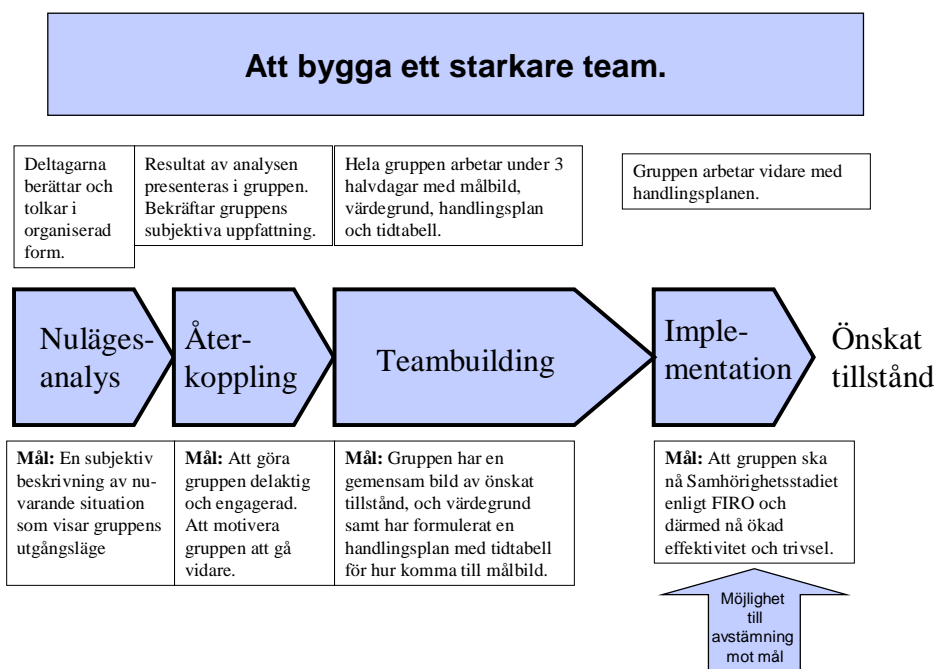 Att bygga ett starkare team.
Deltagarna
berättar och
tolkar i
organiserad
form.
Resultat av analysen
presenteras i gruppen.
Bekräftar gruppens
subjektiva uppfattning.
Hela gruppen arbetar under 3
halvdagar med målbild,
värdegrund, handlingsplan
och tidtabell.
Gruppen arbetar vidare med
handlingsplanen.
Nuläges-
analys
Åter-
koppling
Teambuilding
Imple-
mentation
Önskat
tillstånd
Mål: En subjektiv
beskrivning av nu-
varande situation
som visar gruppens
utgångsläge
Mål: Att göra
gruppen delaktig
och engagerad.
Att motivera
gruppen att gå
vidare.
Mål: Gruppen har en
gemensam bild av önskat
tillstånd, och värdegrund
samt har formulerat en
handlingsplan med tidtabell
för hur komma till målbild.
Mål: Att gruppen ska
nå Samhörighetsstadiet
enligt FIRO och
därmed nå ökad
effektivitet och trivsel.
Möjlighet
till
avstämning
mot mål